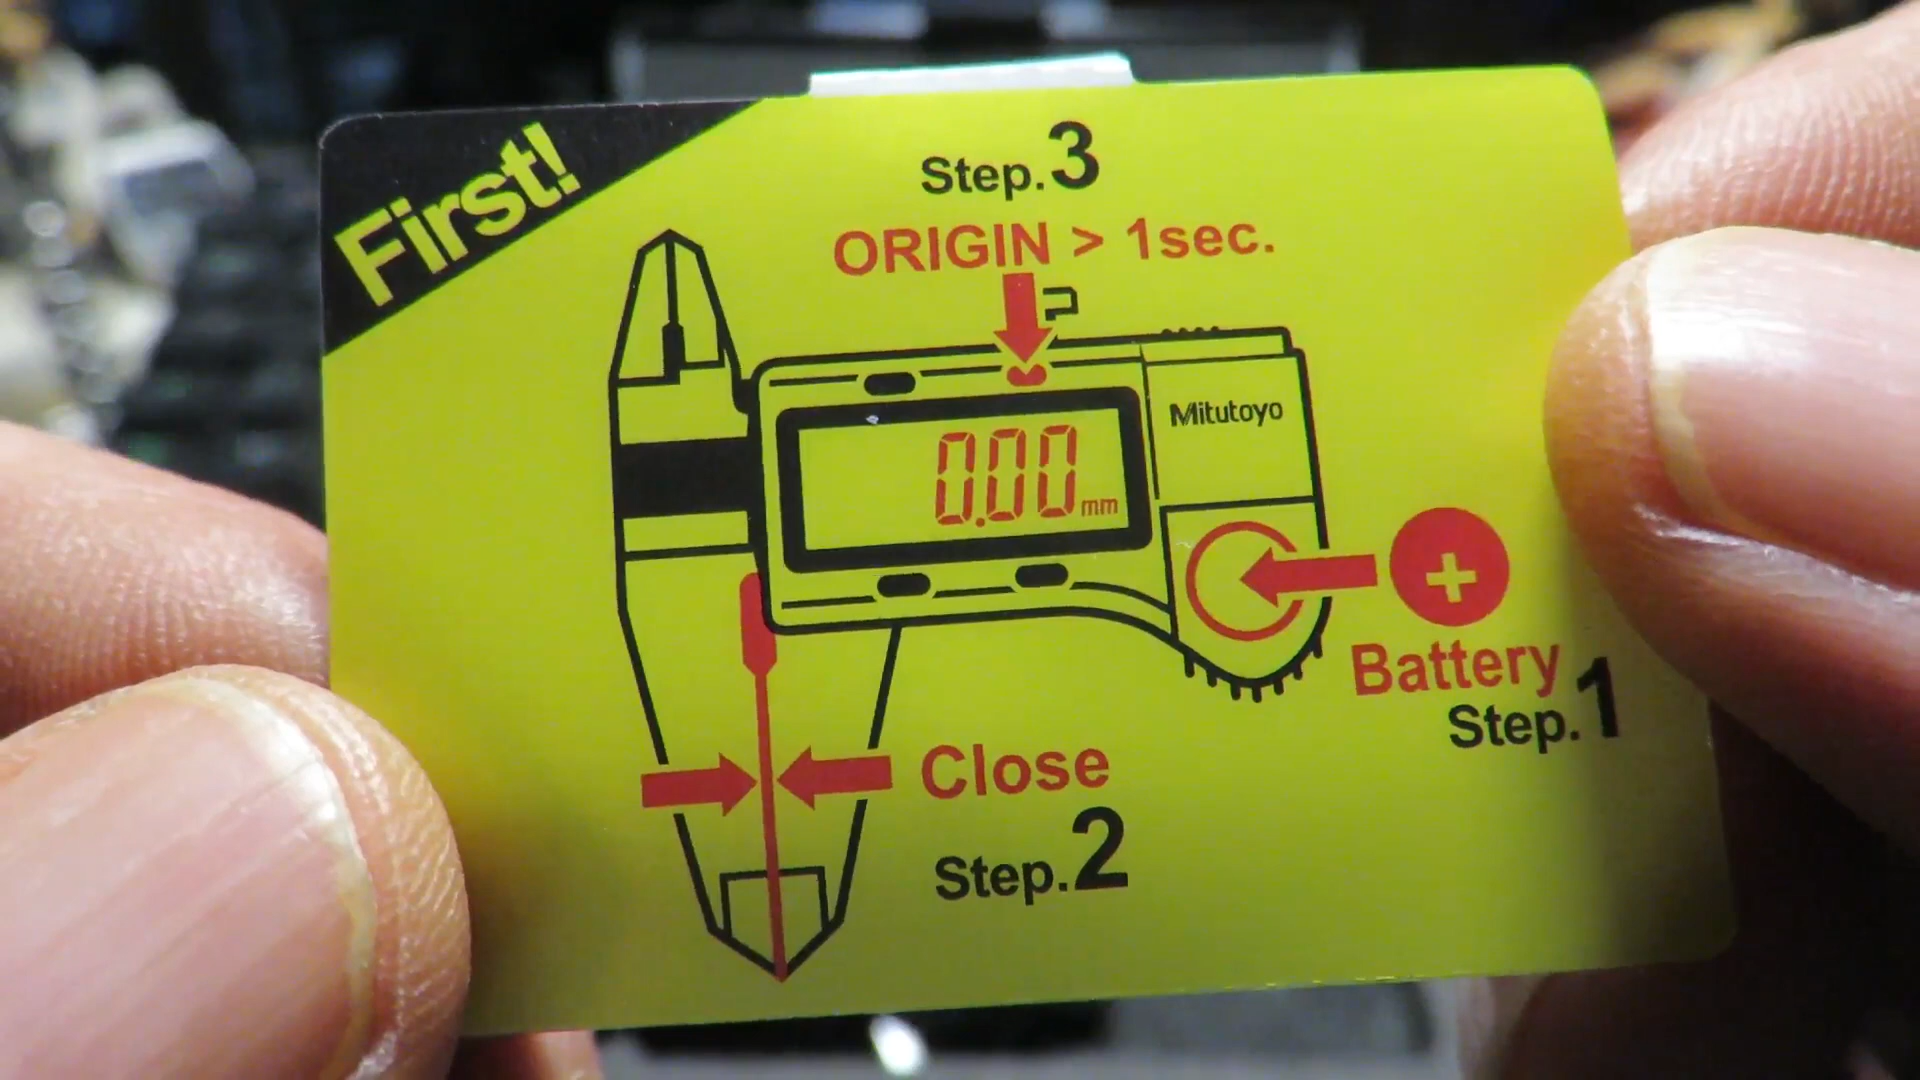 First!
Step.3
ORIGIN > 1sec.
Mitutoyo
0.00mm
+
Battery
Step.1
Close
Step.2